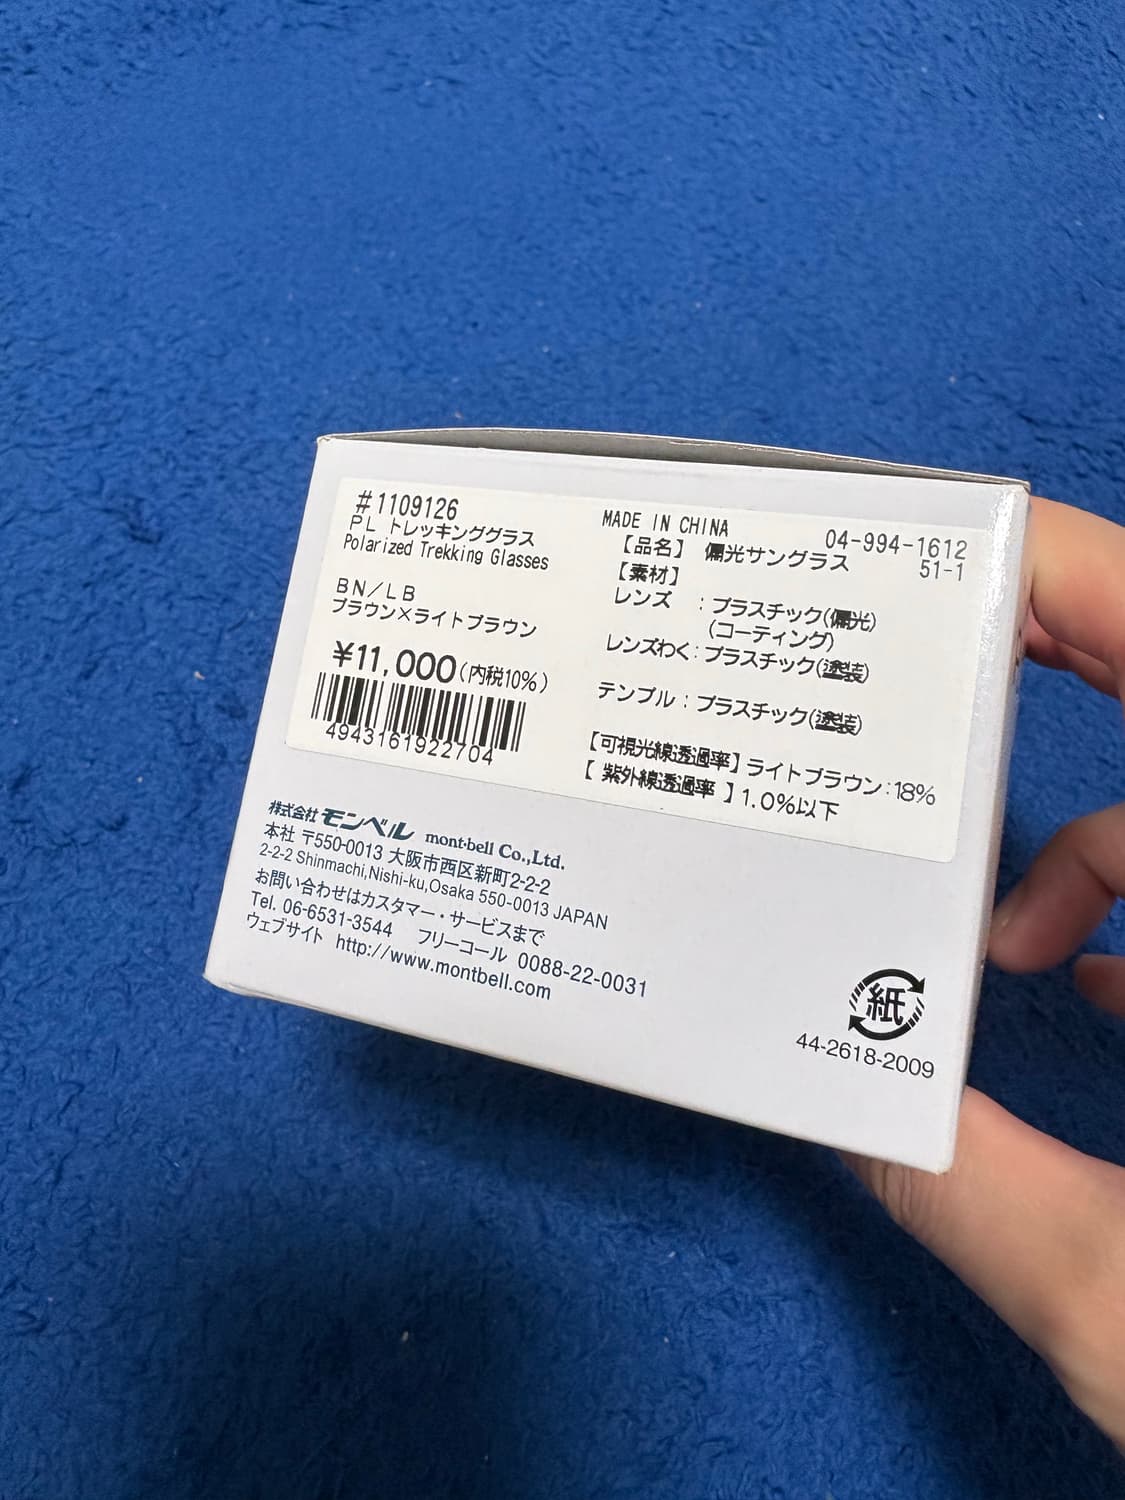 #1109126
PL トレッキンググラス
Polarized Trekking Glasses
BN/LB
ブラウン×ライトブラウン
¥11,000(内税10%)
4943161922704
MADE IN CHINA
04-994-1612
51-1
【品名】 偏光サングラス
【素材】
レンズ :プラスチック(偏光)
(コーティング)
レンズわく:プラスチック(塗装)
テンプル:プラスチック(塗装)
【可視光線透過率】ライトブラウン:18%
【 紫外線透過率 】1.0%以下
株式会社 モンベル mont-bell Co.,Ltd.
本社 〒550-0013 大阪市西区新町2-2-2
2-2-2 Shinmachi,Nishi-ku,Osaka 550-0013 JAPAN
お問い合わせはカスタマー・サービスまで
Tel. 06-6531-3544 フリーコール 0088-22-0031
ウェブサイト http://www.montbell.com
紙
44-2618-2009